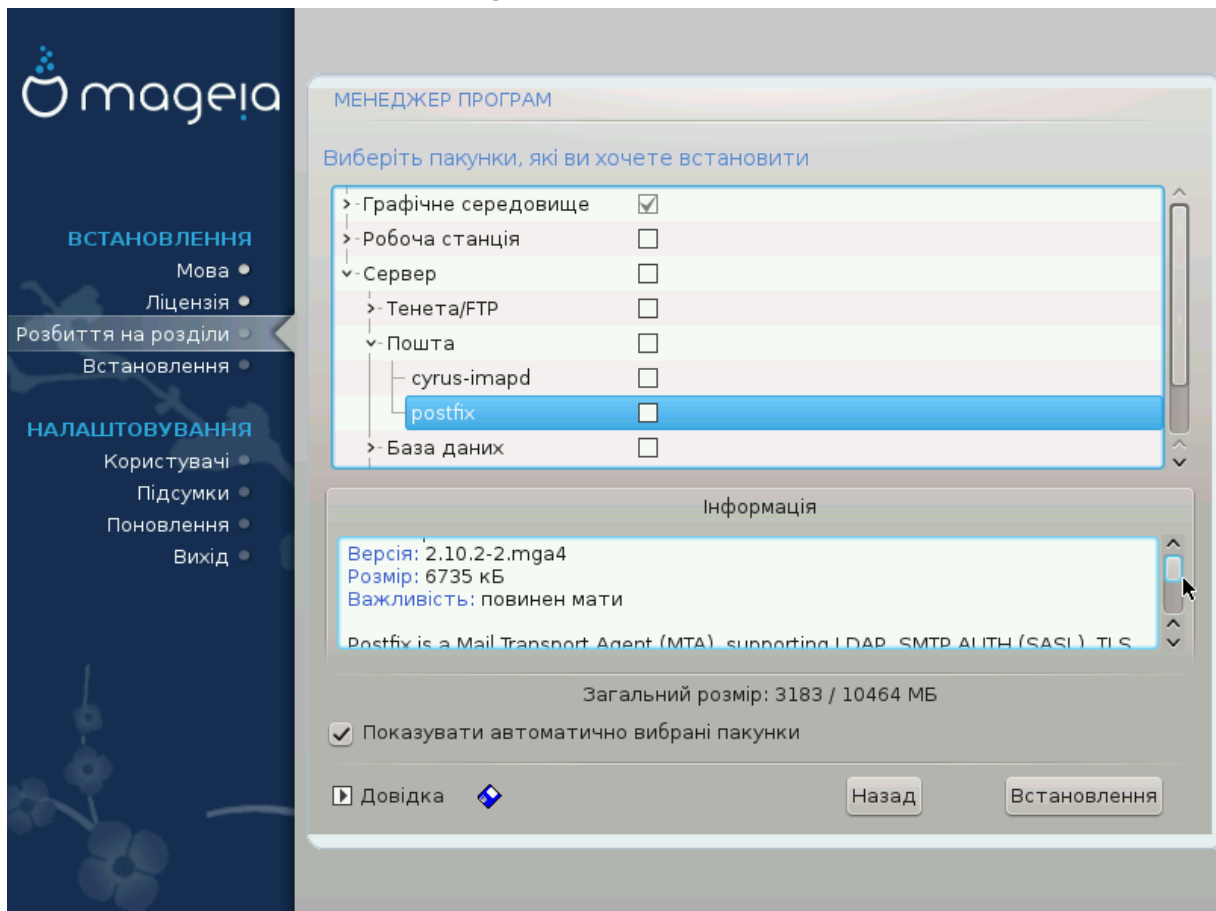 mageia
ВСТАНОВЛЕННЯ
Мова
Ліцензія
Розбиття на розділи
Встановлення
НАЛАШТОВУВАННЯ
Користувачі
Підсумки
Поновлення
Вихід
МЕНЕДЖЕР ПРОГРАМ
Виберіть пакунки, які ви хочете встановити
Графічне середовище
Робоча станція
Сервер
Тенета/FTP
Пошта
cyrus-imapd
postfix
База даних
Інформація
Версія: 2.10.2-2.mga4
Розмір: 6735 кБ
Важливість: повинен мати
Postfix is a Mail Transport Agent (MTA), supporting LDAP, SMTP AUTH (SASL), TLS
Загальний розмір: 3183 / 10464 МБ
Показувати автоматично вибрані пакунки
Довідка
Назад
Встановлення